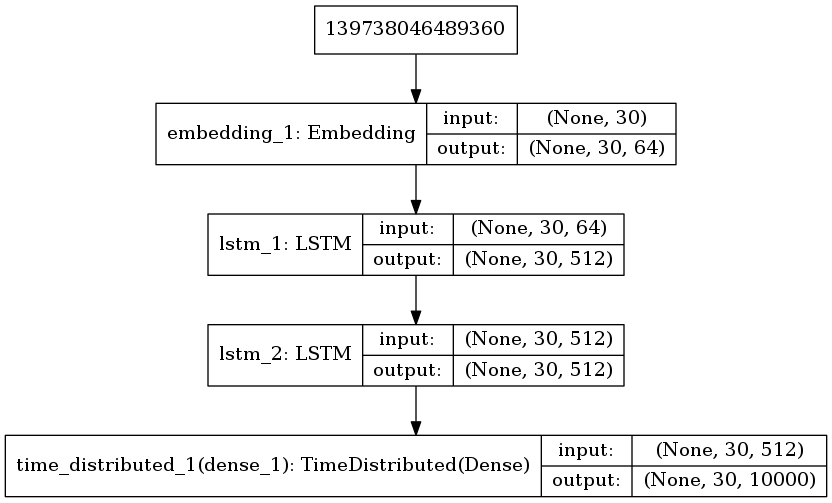 139738046489360
embedding_1: Embedding
input:
(None, 30)
output:
(None, 30, 64)
lstm_1: LSTM
input:
(None, 30, 64)
output:
(None, 30, 512)
lstm_2: LSTM
input:
(None, 30, 512)
output:
(None, 30, 512)
time_distributed_1(dense_1): TimeDistributed(Dense)
input:
(None, 30, 512)
output:
(None, 30, 10000)